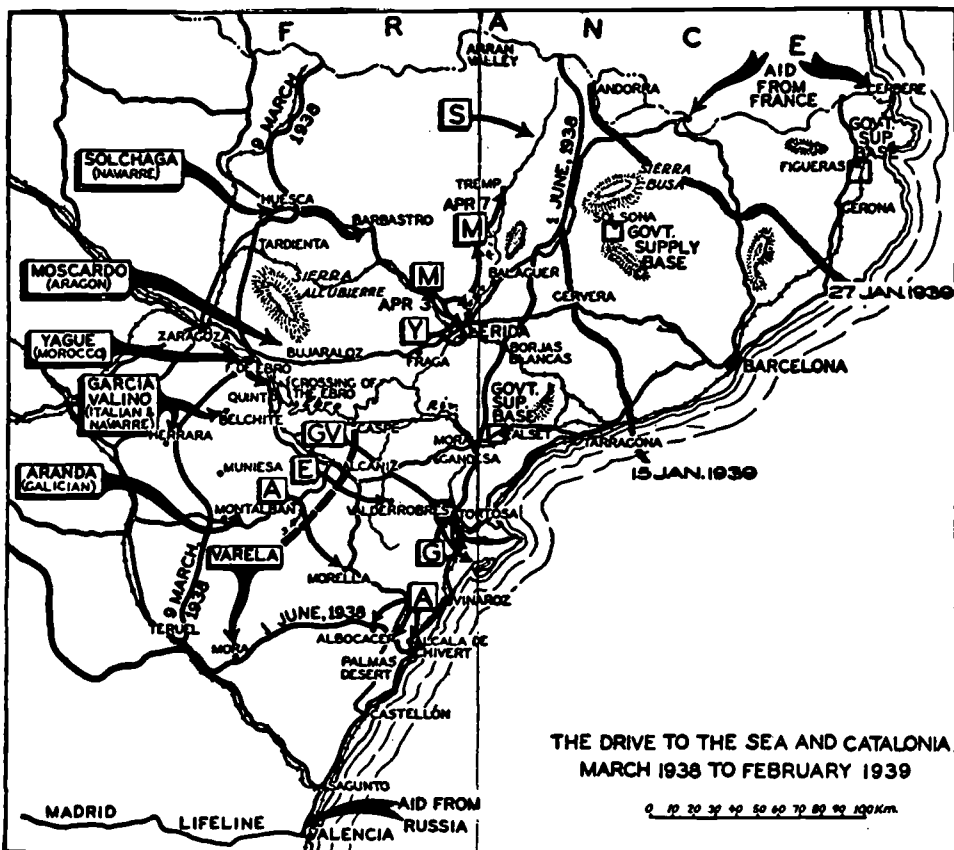 F R A N C E
ARRAN
VALLEY
ANDORRA
AID
FROM
FRANCE
CERBERE
GOVT.
SUP
BASE
FIGUERAS
GERONA
9 MARCH
1938
S
1 JUNE, 1938
SOLCHAGA
(NAVARRE)
HUESCA
BARBASTRO
TREMP
APR 7
M
SIERRA
BUSA
SOLSONA
GOVT.
SUPPLY
BASE
TARDIENTA
MOSCARDO
(ARAGON)
SIERRA
ALCUBIERRE
M
APR 3
BALAGUER
CERVERA
27 JAN. 1939
ZARAGOZA
Y
LERIDA
YAGUE
(MOROCCO)
BUJARALOZ
FRAGA
BORJAS
BLANCAS
BARCELONA
DE EBRO
GARCIA
VALINO
(ITALIAN &
NAVARRE)
QUINTO
CROSSING OF
THE EBRO
BELCHITE
GOVT.
SUP.
BASE
HERRARA
GV
CASPE
MORA
FALSET
TARRAGONA
GANDESA
15 JAN. 1939
ARANDA
(GALICIAN)
MUNIESA
E
ALCANIZ
A
MONTALBAN
VALDERROBRES
TORTOSA
VARELA
G
9 MARCH,
1938
MORELLA
A
VINAROZ
TERUEL
1 JUNE, 1938
MORA
ALBOCACER
ALCALA DE
CHIVERT
PALMAS
DESERT
CASTELLÓN
THE DRIVE TO THE SEA AND CATALONIA
MARCH 1938 TO FEBRUARY 1939
SAGUNTO
0 10 20 30 40 50 60 70 80 90 100 Km.
MADRID LIFELINE
AID FROM
RUSSIA
VALENCIA